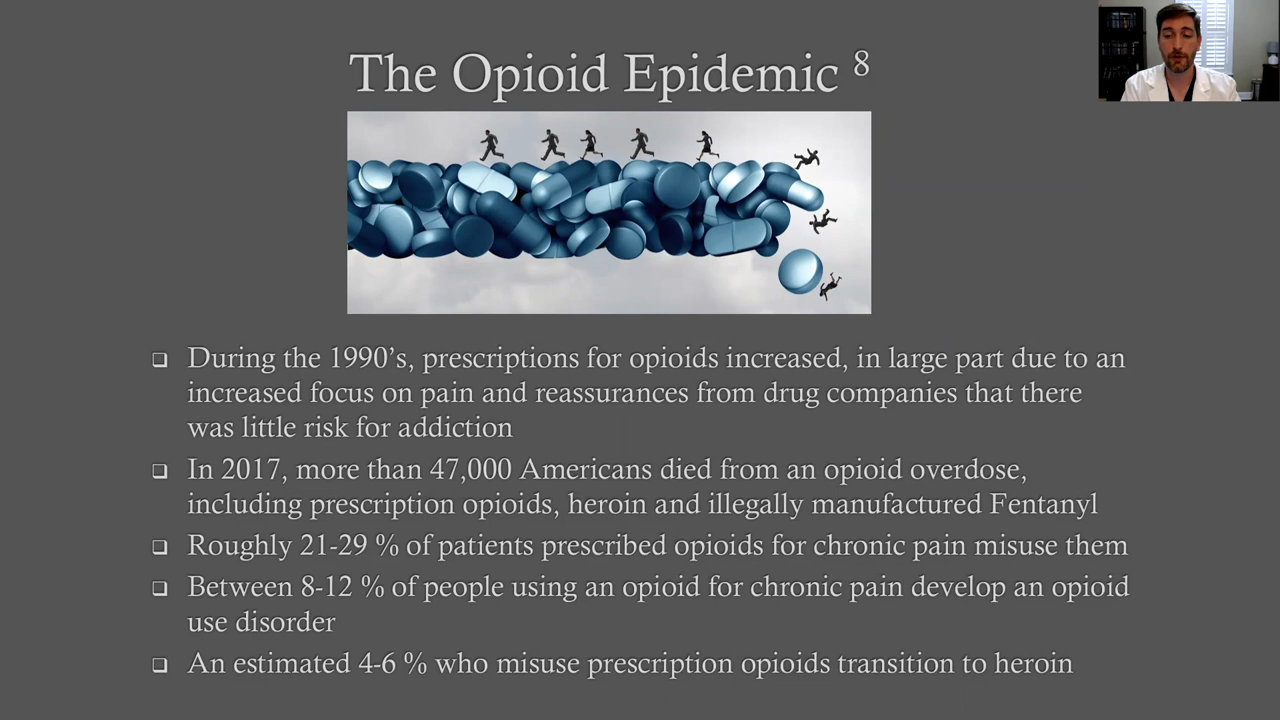 The Opioid Epidemic 8
❑ During the 1990’s, prescriptions for opioids increased, in large part due to an
increased focus on pain and reassurances from drug companies that there
was little risk for addiction
❑ In 2017, more than 47,000 Americans died from an opioid overdose,
including prescription opioids, heroin and illegally manufactured Fentanyl
❑ Roughly 21-29 % of patients prescribed opioids for chronic pain misuse them
❑ Between 8-12 % of people using an opioid for chronic pain develop an opioid
use disorder
❑ An estimated 4-6 % who misuse prescription opioids transition to heroin